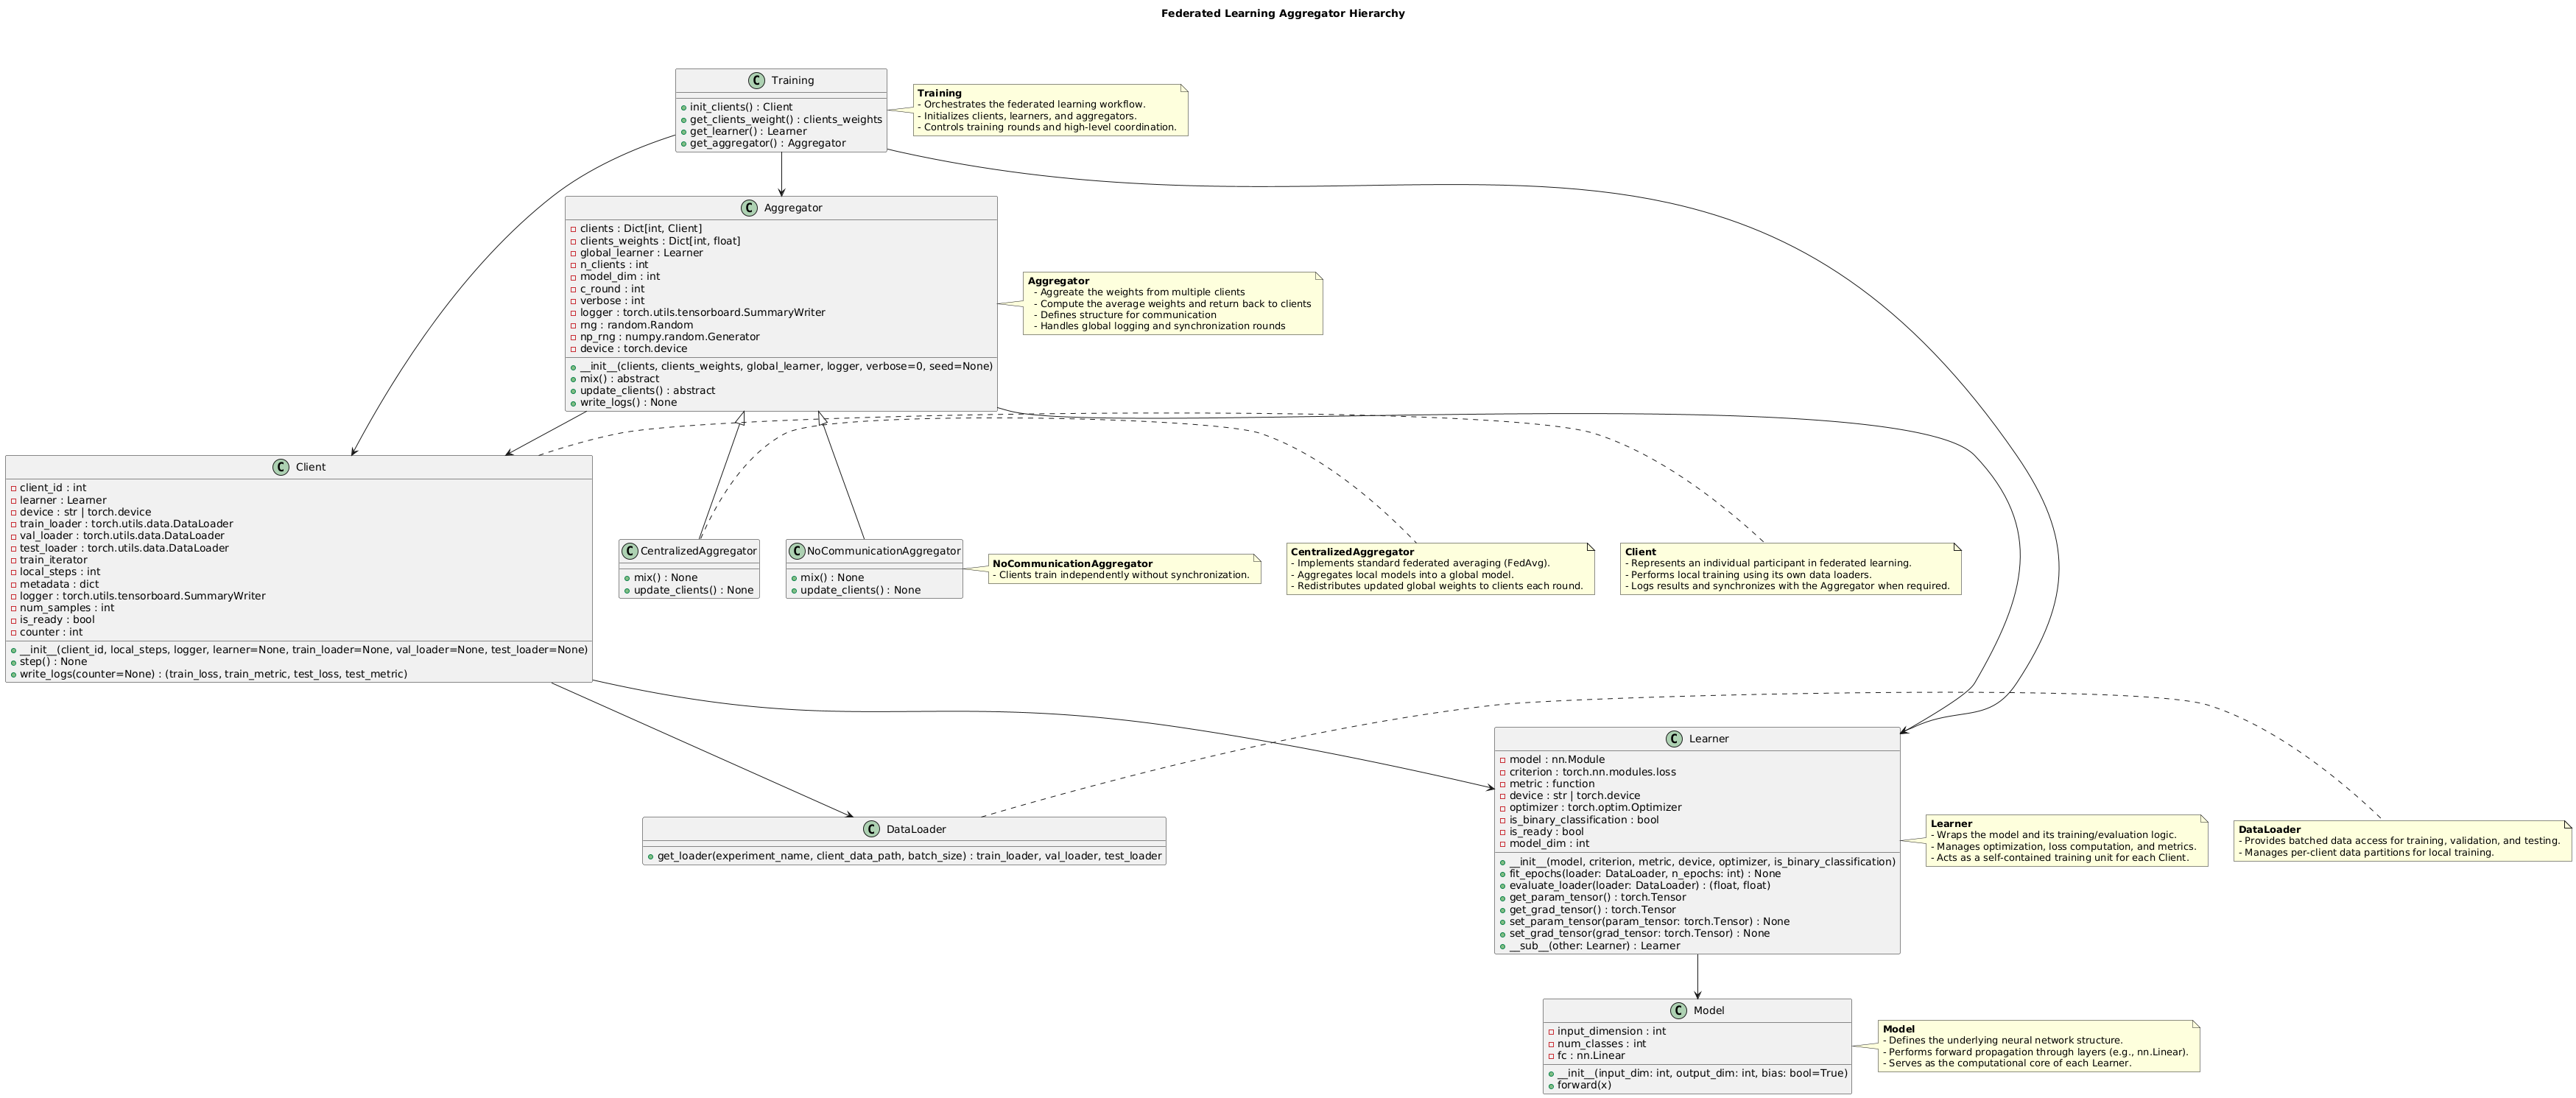 Federated Learning Aggregator Hierarchy
C Training
init_clients() : Client
get_clients_weight() : clients_weights
get_learner() : Learner
get_aggregator() : Aggregator
Training
- Orchestrates the federated learning workflow.
- Initializes clients, learners, and aggregators.
- Controls training rounds and high-level coordination.
C Aggregator
clients : Dict[int, Client]
clients_weights : Dict[int, float]
global_learner : Learner
n_clients : int
model_dim : int
c_round : int
verbose : int
logger : torch.utils.tensorboard.SummaryWriter
rng : random.Random
np_rng : numpy.random.Generator
device : torch.device
__init__(clients, clients_weights, global_learner, logger, verbose=0, seed=None)
mix() : abstract
update_clients() : abstract
write_logs() : None
Aggregator
- Aggreate the weights from multiple clients
- Compute the average weights and return back to clients
- Defines structure for communication
- Handles global logging and synchronization rounds
C Client
client_id : int
learner : Learner
device : str | torch.device
train_loader : torch.utils.data.DataLoader
val_loader : torch.utils.data.DataLoader
test_loader : torch.utils.data.DataLoader
train_iterator
local_steps : int
metadata : dict
logger : torch.utils.tensorboard.SummaryWriter
num_samples : int
is_ready : bool
counter : int
__init__(client_id, local_steps, logger, learner=None, train_loader=None, val_loader=None, test_loader=None)
step() : None
write_logs(counter=None) : (train_loss, train_metric, test_loss, test_metric)
C CentralizedAggregator
mix() : None
update_clients() : None
C NoCommunicationAggregator
mix() : None
update_clients() : None
NoCommunicationAggregator
- Clients train independently without synchronization.
CentralizedAggregator
- Implements standard federated averaging (FedAvg).
- Aggregates local models into a global model.
- Redistributes updated global weights to clients each round.
Client
- Represents an individual participant in federated learning.
- Performs local training using its own data loaders.
- Logs results and synchronizes with the Aggregator when required.
C DataLoader
get_loader(experiment_name, client_data_path, batch_size) : train_loader, val_loader, test_loader
C Learner
model : nn.Module
criterion : torch.nn.modules.loss
metric : function
device : str | torch.device
optimizer : torch.optim.Optimizer
is_binary_classification : bool
is_ready : bool
model_dim : int
__init__(model, criterion, metric, device, optimizer, is_binary_classification)
fit_epochs(loader: DataLoader, n_epochs: int) : None
evaluate_loader(loader: DataLoader) : (float, float)
get_param_tensor() : torch.Tensor
get_grad_tensor() : torch.Tensor
set_param_tensor(param_tensor: torch.Tensor) : None
set_grad_tensor(grad_tensor: torch.Tensor) : None
__sub__(other: Learner) : Learner
Learner
- Wraps the model and its training/evaluation logic.
- Manages optimization, loss computation, and metrics.
- Acts as a self-contained training unit for each Client.
DataLoader
- Provides batched data access for training, validation, and testing.
- Manages per-client data partitions for local training.
C Model
input_dimension : int
num_classes : int
fc : nn.Linear
__init__(input_dim: int, output_dim: int, bias: bool=True)
forward(x)
Model
- Defines the underlying neural network structure.
- Performs forward propagation through layers (e.g., nn.Linear).
- Serves as the computational core of each Learner.